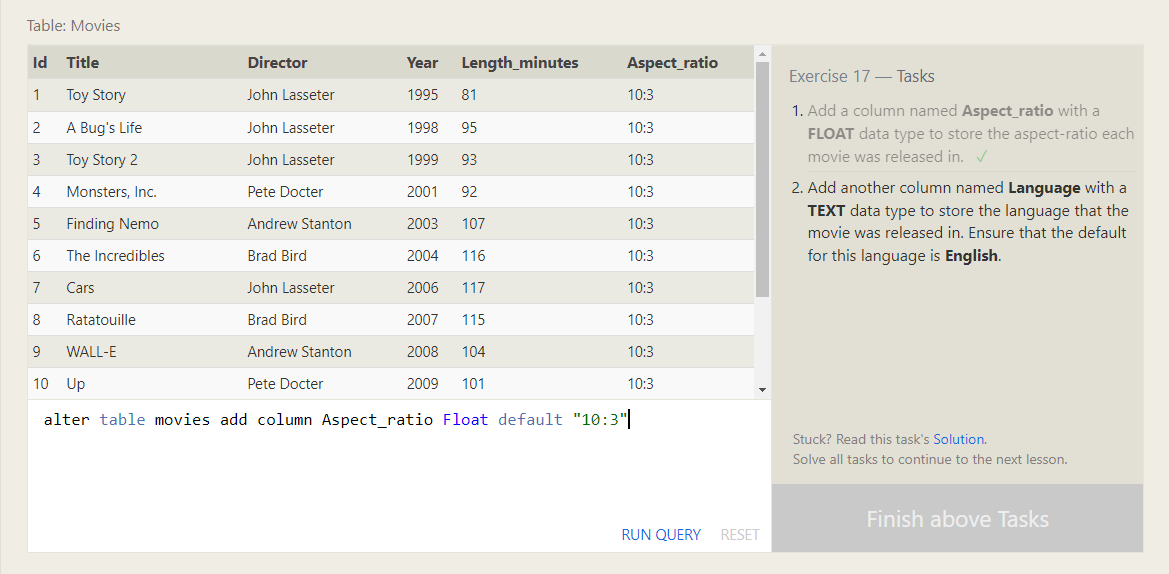 Table: Movies
Id Title Director Year Length_minutes Aspect_ratio
1 Toy Story John Lasseter 1995 81 10:3
2 A Bug's Life John Lasseter 1998 95 10:3
3 Toy Story 2 John Lasseter 1999 93 10:3
4 Monsters, Inc. Pete Docter 2001 92 10:3
5 Finding Nemo Andrew Stanton 2003 107 10:3
6 The Incredibles Brad Bird 2004 116 10:3
7 Cars John Lasseter 2006 117 10:3
8 Ratatouille Brad Bird 2007 115 10:3
9 WALL-E Andrew Stanton 2008 104 10:3
10 Up Pete Docter 2009 101 10:3
alter table movies add column Aspect_ratio Float default "10:3"
RUN QUERY RESET
Exercise 17 — Tasks
1. Add a column named Aspect_ratio with a
FLOAT data type to store the aspect-ratio each
movie was released in. ✓
2. Add another column named Language with a
TEXT data type to store the language that the
movie was released in. Ensure that the default
for this language is English.
Stuck? Read this task's Solution.
Solve all tasks to continue to the next lesson.
Finish above Tasks